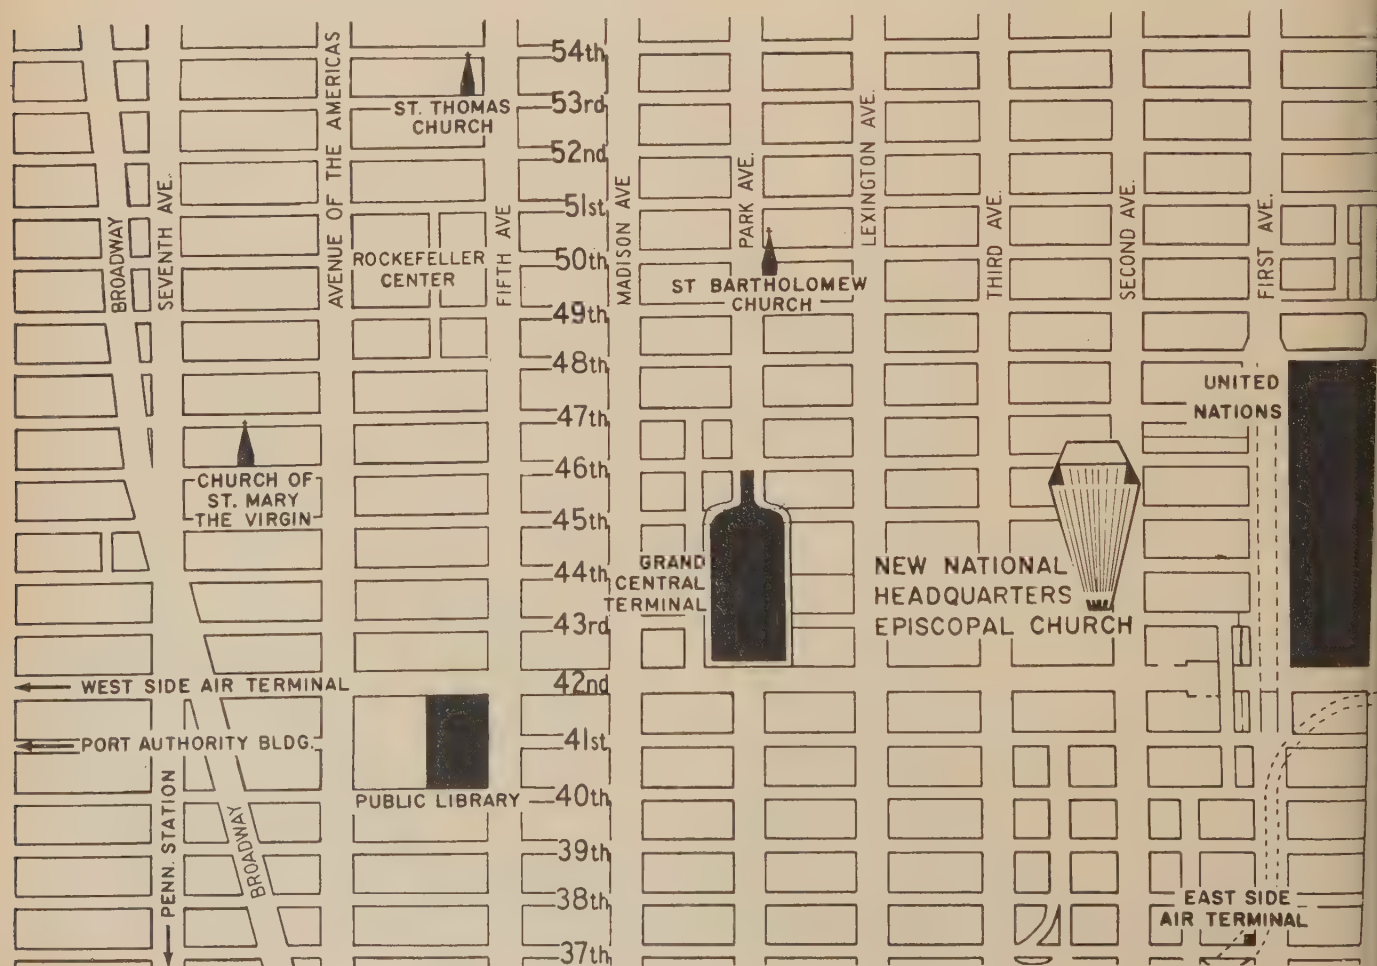 54th
AVENUE OF THE AMERICAS
ST. THOMAS
CHURCH
53rd
52nd
LEXINGTON AVE.
51st
SEVENTH AVE.
BROADWAY
FIFTH AVE
MADISON AVE
PARK AVE.
THIRD AVE.
SECOND AVE.
FIRST AVE.
ROCKEFELLER
CENTER
50th
ST BARTHOLOMEW
CHURCH
49th
48th
UNITED
NATIONS
47th
46th
CHURCH OF
ST. MARY
THE VIRGIN
45th
GRAND
CENTRAL
TERMINAL
44th
NEW NATIONAL
HEADQUARTERS
EPISCOPAL CHURCH
43rd
42nd
WEST SIDE AIR TERMINAL
41st
PORT AUTHORITY BLDG.
PUBLIC LIBRARY
40th
PENN. STATION
BROADWAY
39th
38th
EAST SIDE
AIR TERMINAL
37th